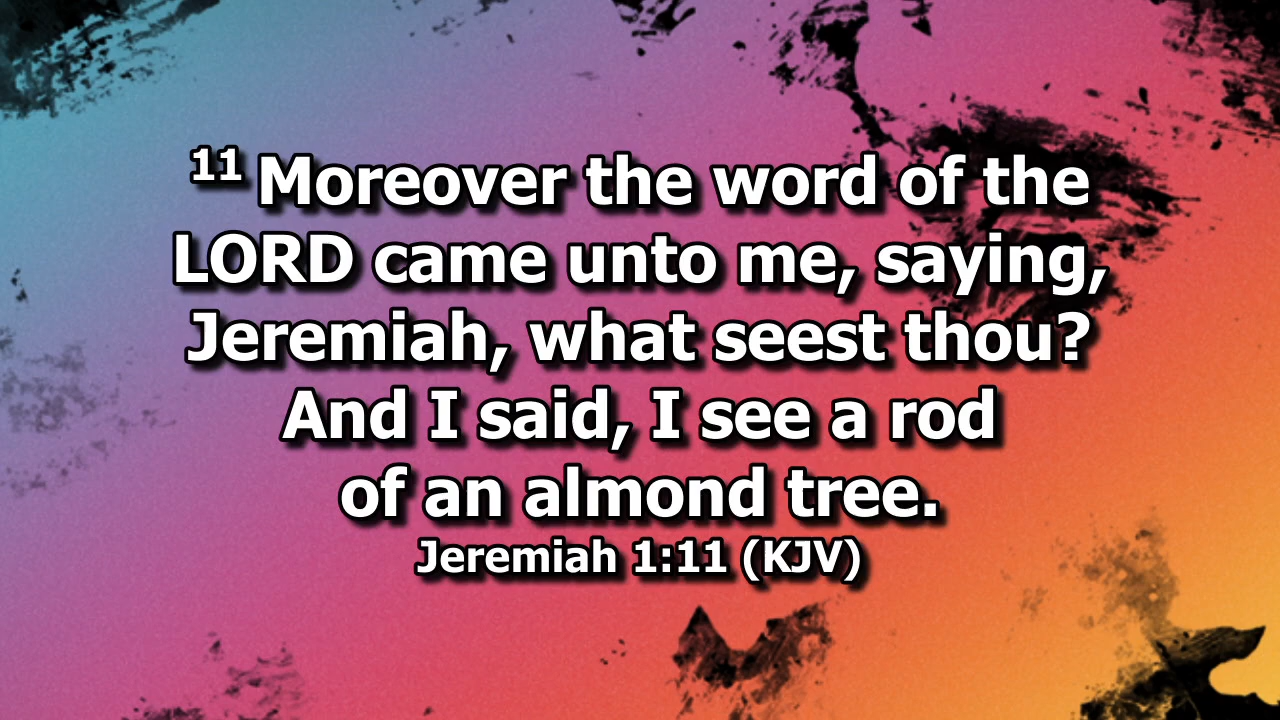 11 Moreover the word of the
LORD came unto me, saying,
Jeremiah, what seest thou?
And I said, I see a rod
of an almond tree.
Jeremiah 1:11 (KJV)